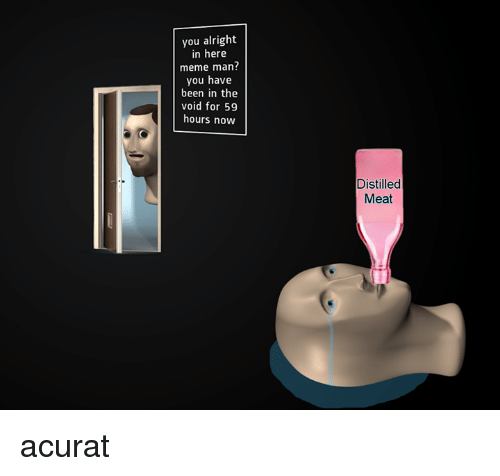 you alright
in here
meme man?
you have
been in the
void for 59
hours now
Distilled
Meat
acurat